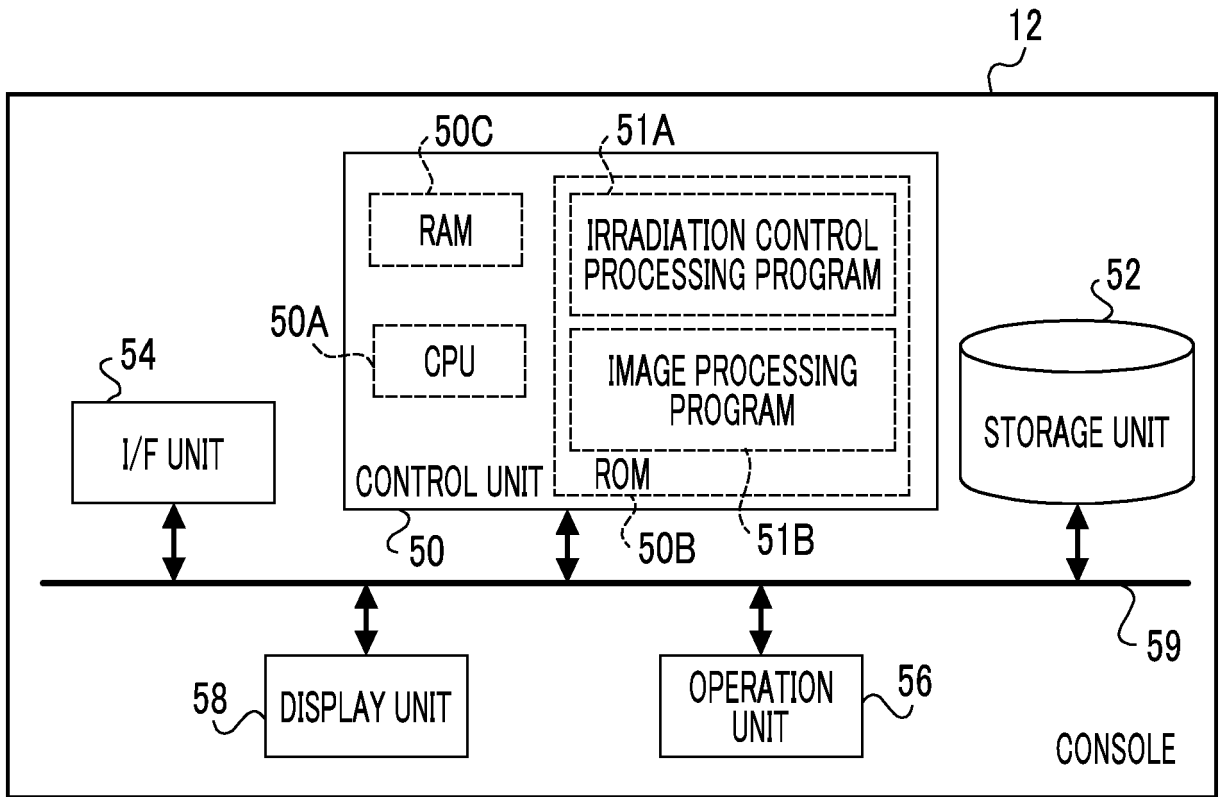 12
50C
51A
RAM
IRRADIATION CONTROL
PROCESSING PROGRAM
52
50A
CPU
54
IMAGE PROCESSING
PROGRAM
I/F UNIT
STORAGE UNIT
ROM
CONTROL UNIT
50
50B
51B
59
58
DISPLAY UNIT
OPERATION
UNIT
56
CONSOLE